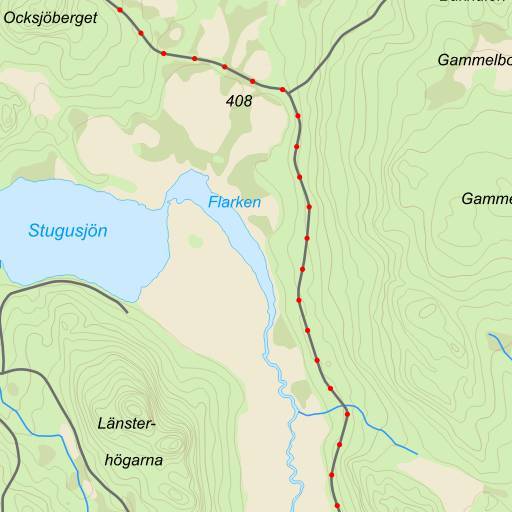 Ocksjöberget
Gammelbo
408
Flarken
Gamme
Stugusjön
Länster-
högarna